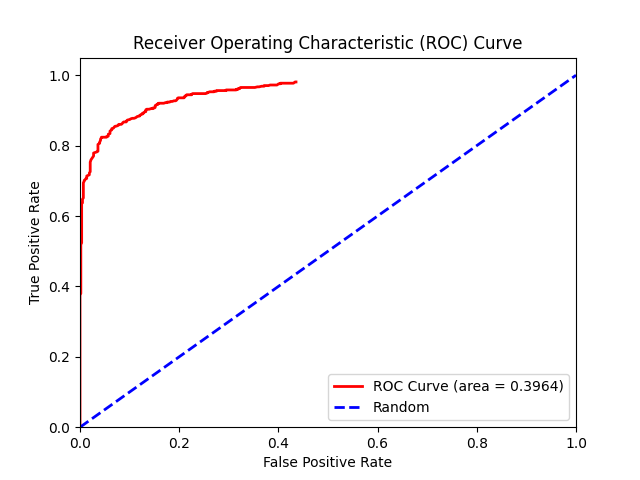 Receiver Operating Characteristic (ROC) Curve
1.0
0.8
0.6
0.4
0.2
0.0
True Positive Rate
ROC Curve (area = 0.3964)
Random
0.0 0.2 0.4 0.6 0.8 1.0
False Positive Rate